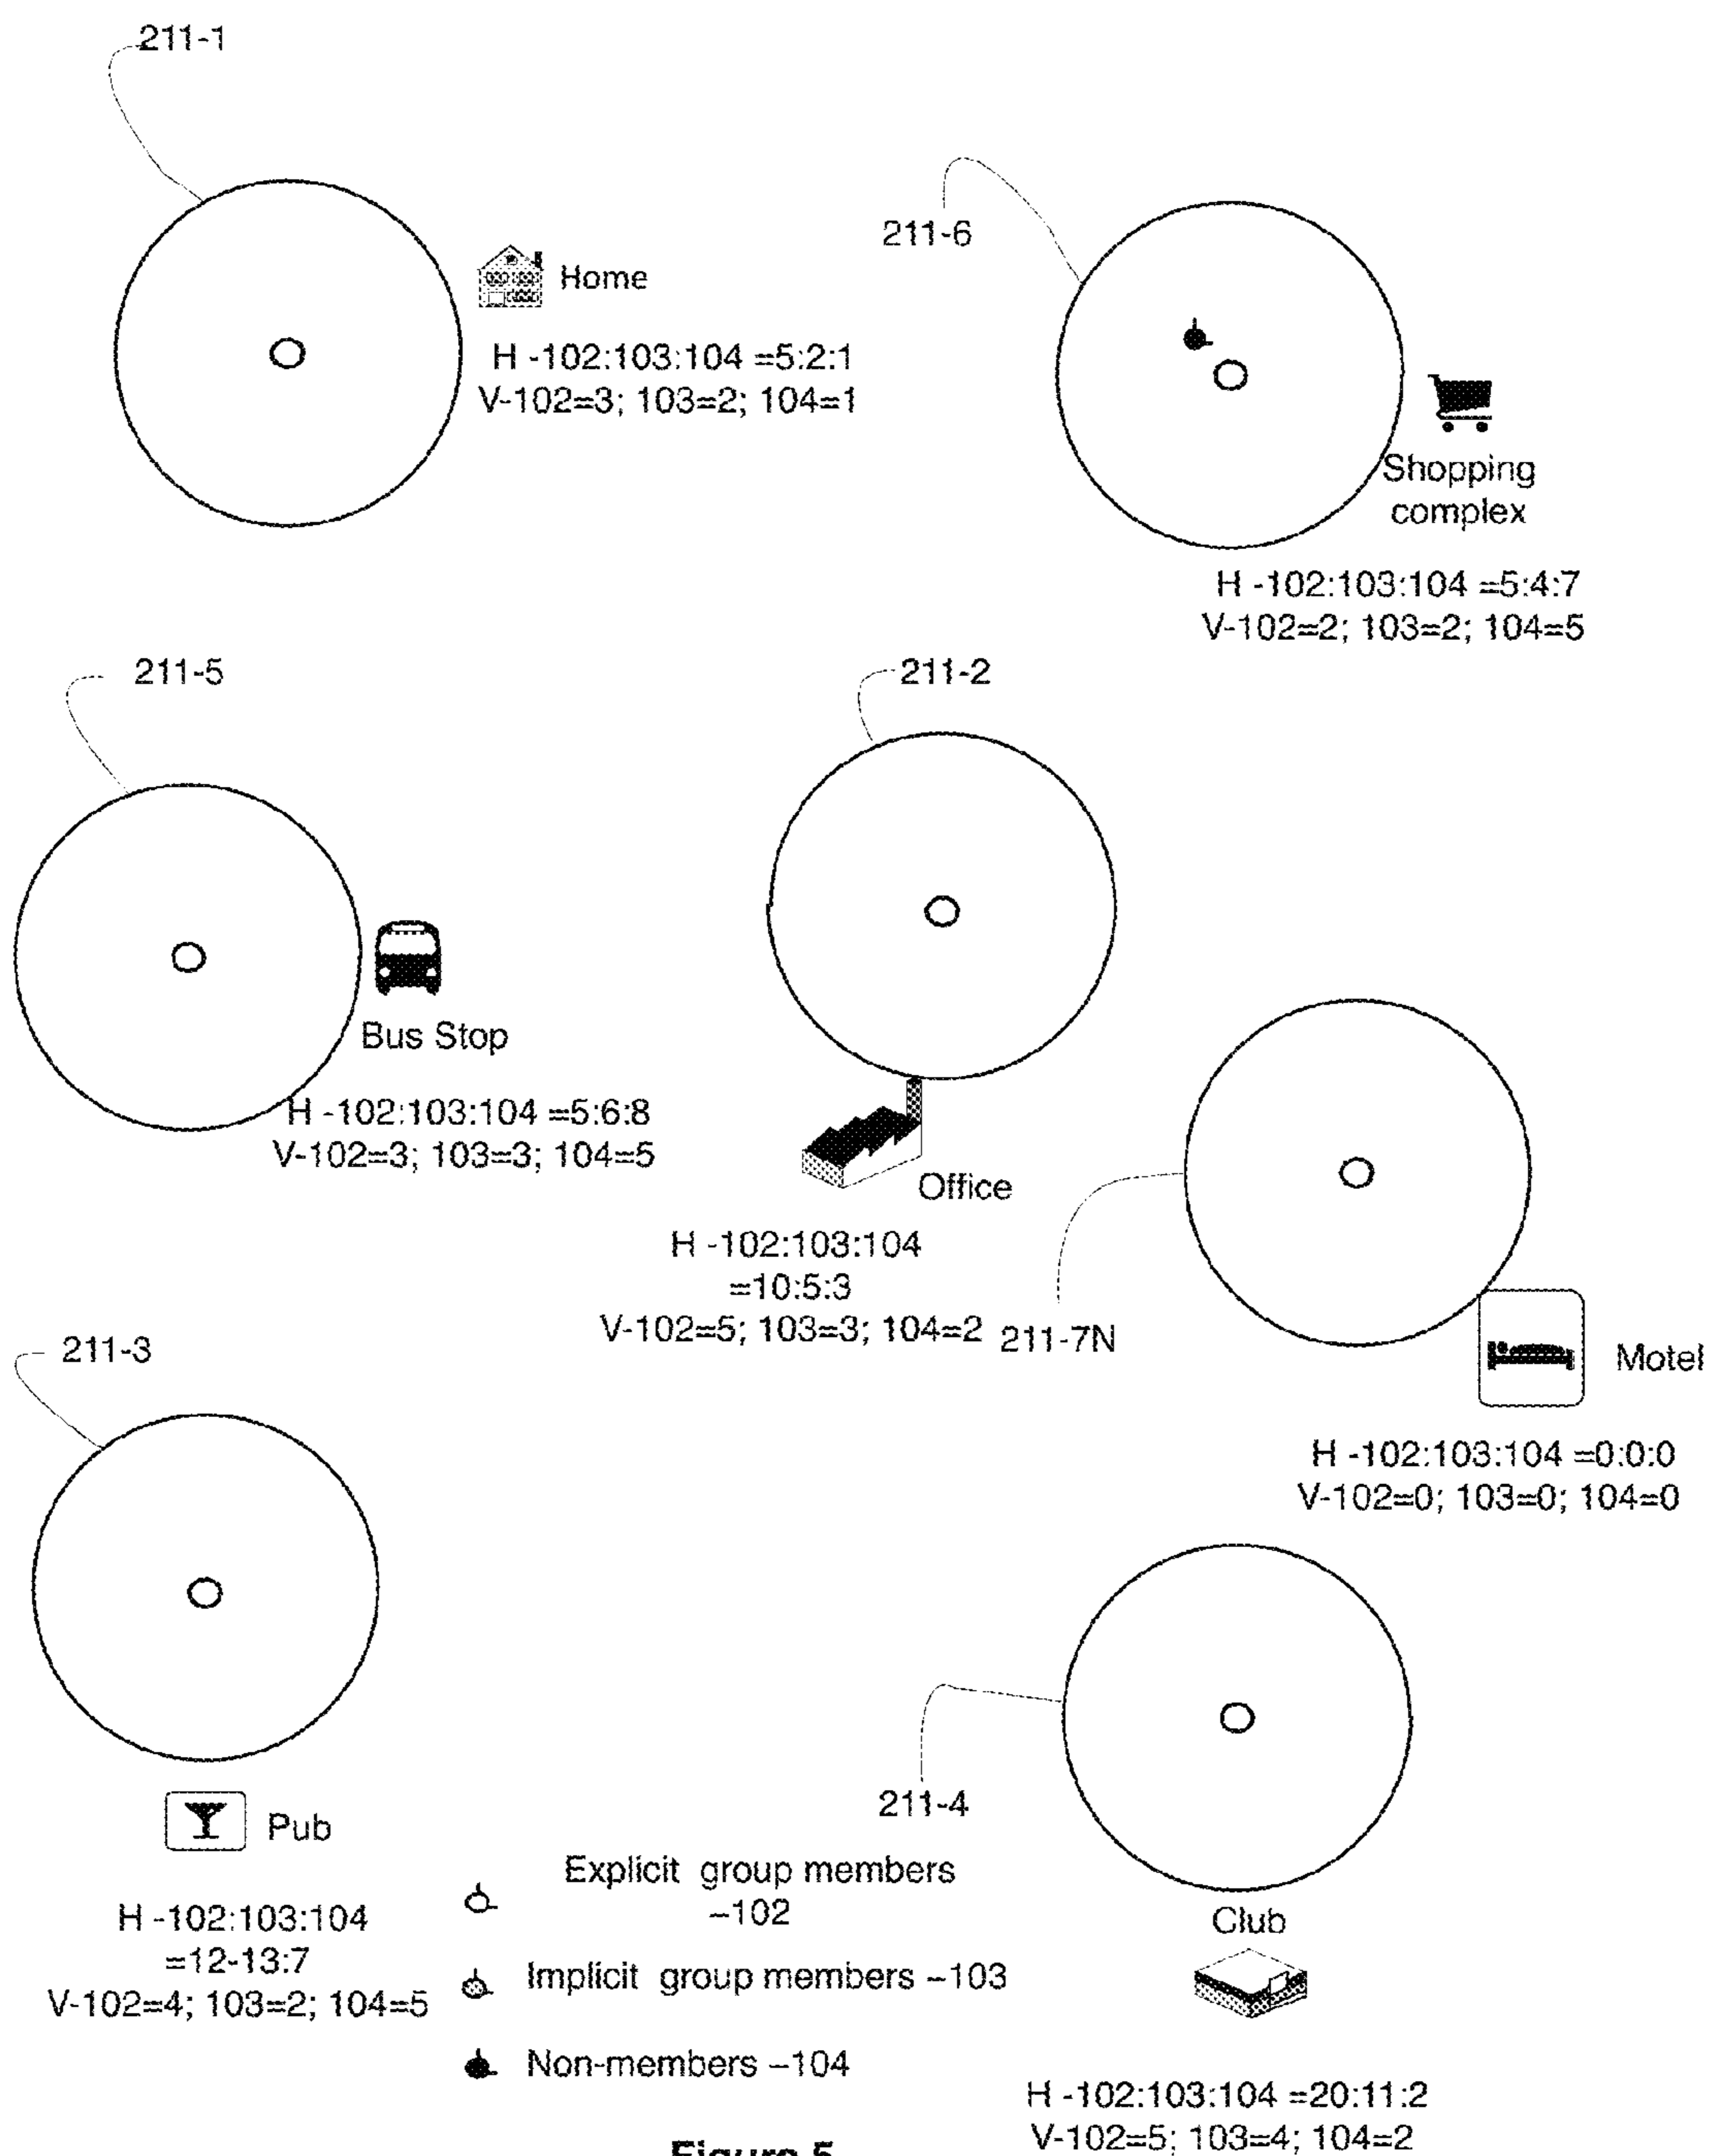 211-1
Home
H -102:103:104 =5:2:1
V-102=3; 103=2; 104=1
211-6
Shopping
complex
H -102:103:104 =5:4:7
V-102=2; 103=2; 104=5
211-5
Bus Stop
H -102:103:104 =5:6:8
V-102=3; 103=3; 104=5
211-2
Office
H -102:103:104
=10:5:3
V-102=5; 103=3; 104=2
211-7N
Motel
H -102:103:104 =0:0:0
V-102=0; 103=0; 104=0
211-3
Pub
H -102:103:104
=12-13:7
V-102=4; 103=2; 104=5
Explicit group members
–102
Implicit group members –103
Non-members –104
211-4
Club
H -102:103:104 =20:11:2
V-102=5; 103=4; 104=2
Figure 5